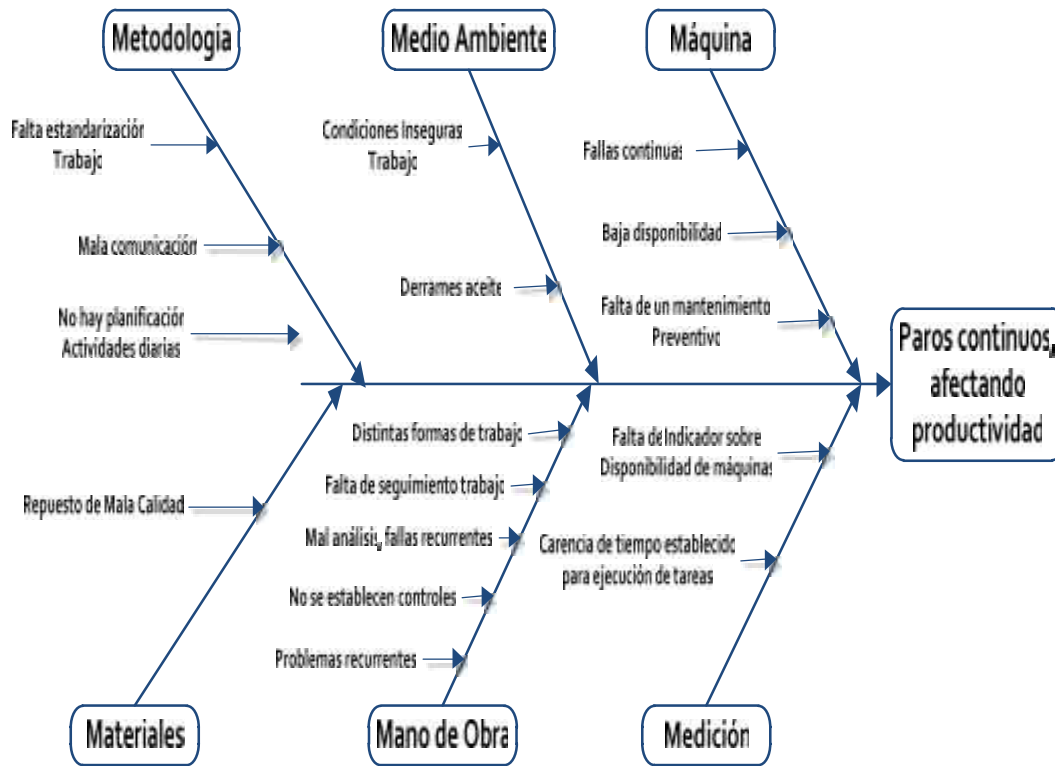 Metodologia
Medio Ambiente
Máquina
Falta estandarización
Trabajo
Mala comunicación
No hay planificación
Actividades diarias
Condiciones Inseguras
Trabajo
Derrames aceite
Fallas continuas
Baja disponibilidad
Falta de un mantenimiento
Preventivo
Paros continuos,
afectando
productividad
Repuesto de Mala Calidad
Distintas formas de trabajo
Falta de seguimiento trabajo
Mal análisis, fallas recurrentes
No se establecen controles
Problemas recurrentes
Falta de Indicador sobre
Disponibilidad de máquinas
Carencia de tiempo establecido
para ejecución de tareas
Materiales
Mano de Obra
Medición